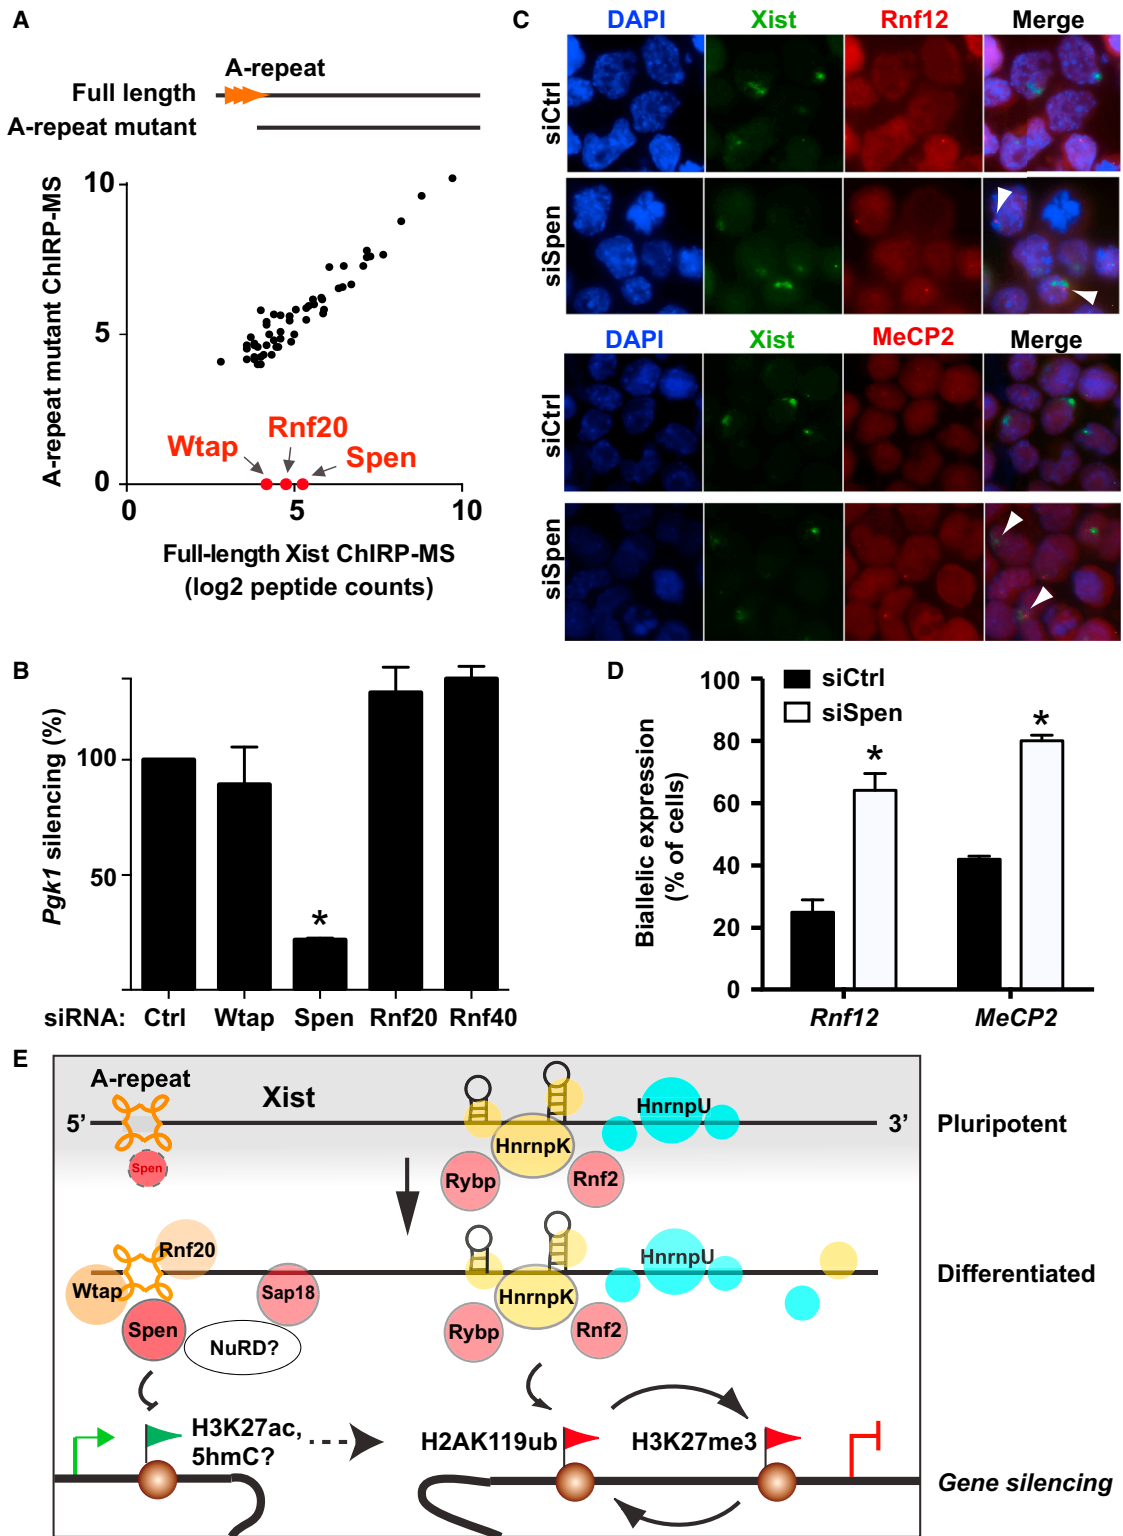 A
A-repeat
Full length
A-repeat mutant
A-repeat mutant ChIRP-MS
10
5
0
Wtap
Rnf20
Spen
0
5
10
Full-length Xist ChIRP-MS
(log2 peptide counts)
B
Pgk1 silencing (%)
100
50
*
siRNA: Ctrl Wtap Spen Rnf20 Rnf40
C
DAPI Xist Rnf12 Merge
siCtrl
siSpen
DAPI Xist MeCP2 Merge
siCtrl
siSpen
D
Biallelic expression
(% of cells)
100
80
60
40
20
0
siCtrl
siSpen
*
*
Rnf12 MeCP2
E
A-repeat
Xist
5’
3’
Spen
HnrnpK
HnrnpU
Rybp
Rnf2
Pluripotent
Rnf20
Wtap
Spen
Sap18
NuRD?
HnrnpK
HnrnpU
Rybp
Rnf2
Differentiated
H3K27ac,
5hmC?
H2AK119ub
H3K27me3
Gene silencing